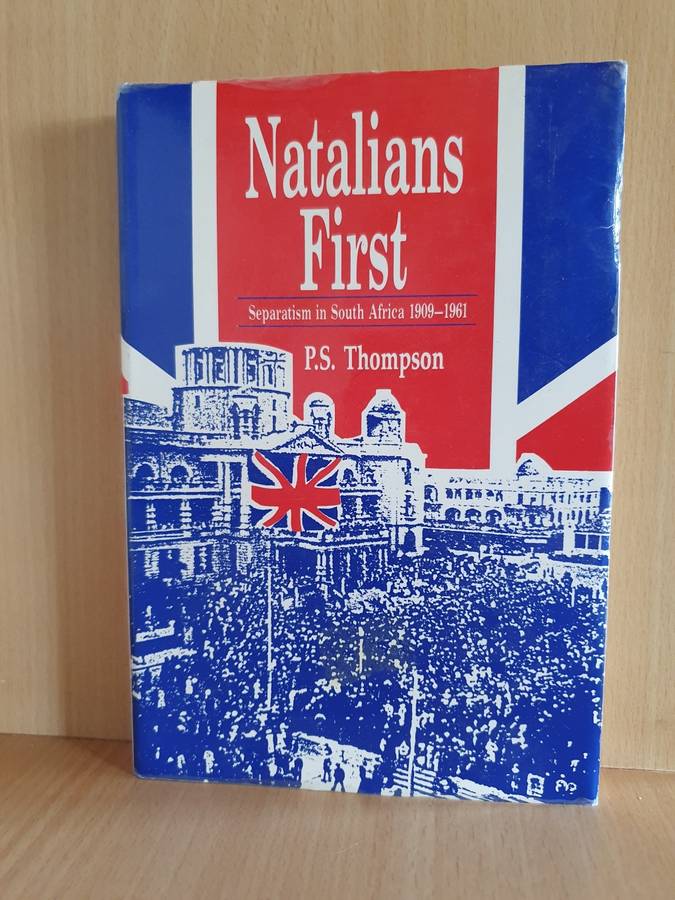 Natalians
First
Separatism in South Africa 1909–1961
P.S. Thompson